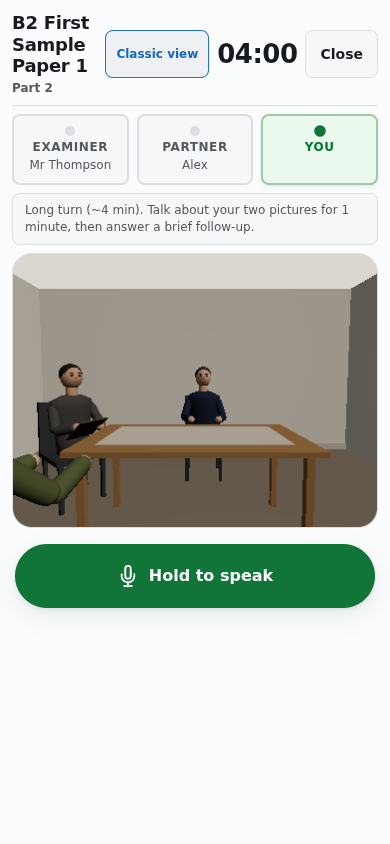 B2 First
Sample
Paper 1
Part 2
Classic view
04:00
Close
EXAMINER
Mr Thompson
PARTNER
Alex
YOU
Long turn (~4 min). Talk about your two pictures for 1
minute, then answer a brief follow-up.
Hold to speak